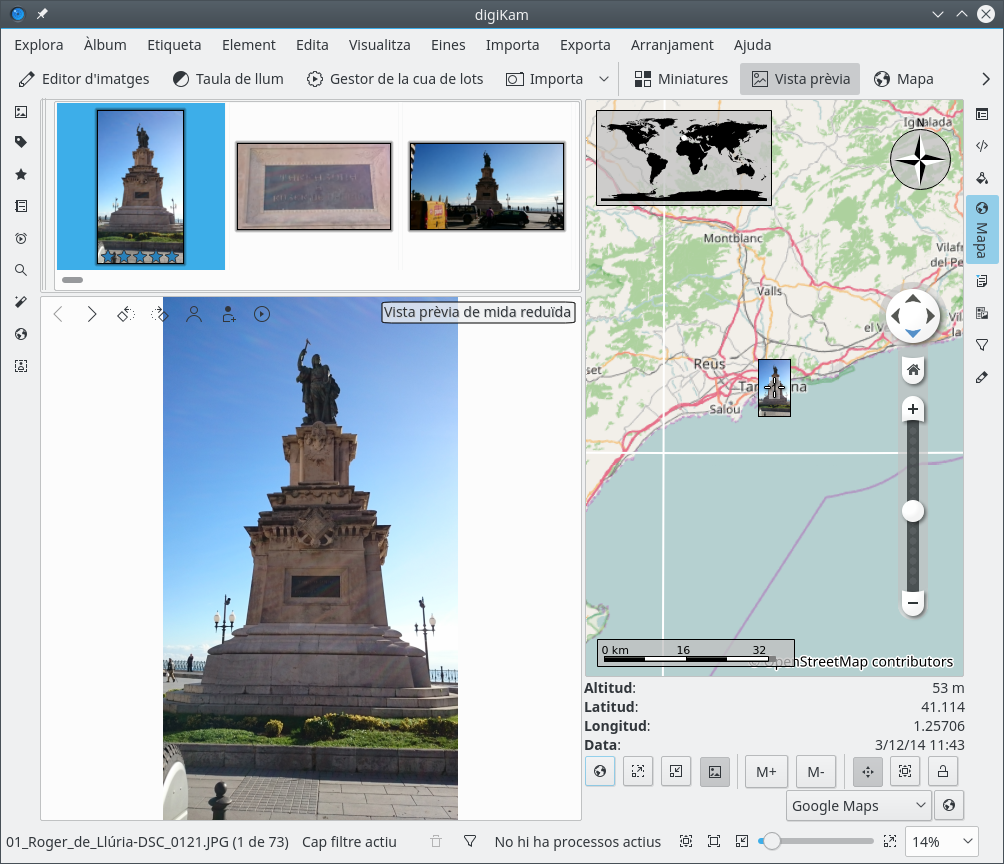 digiKam
Explora Àlbum Etiqueta Element Edita Visualitza Eines Importa Exporta Arranjament Ajuda
Editor d'imatges Taula de llum Gestor de la cua de lots Importa Miniatures Vista prèvia Mapa
Vista prèvia de mida reduïda
N
Igualada
Montblanc
Valls
Reus
Salou
Mapa
0 km 16 32
OpenStreetMap contributors
Altitud: 53 m
Latitud: 41.114
Longitud: 1.25706
Data: 3/12/14 11:43
M+ M-
Google Maps
01_Roger_de_Llúria-DSC_0121.JPG (1 de 73) Cap filtre actiu No hi ha processos actius 14%